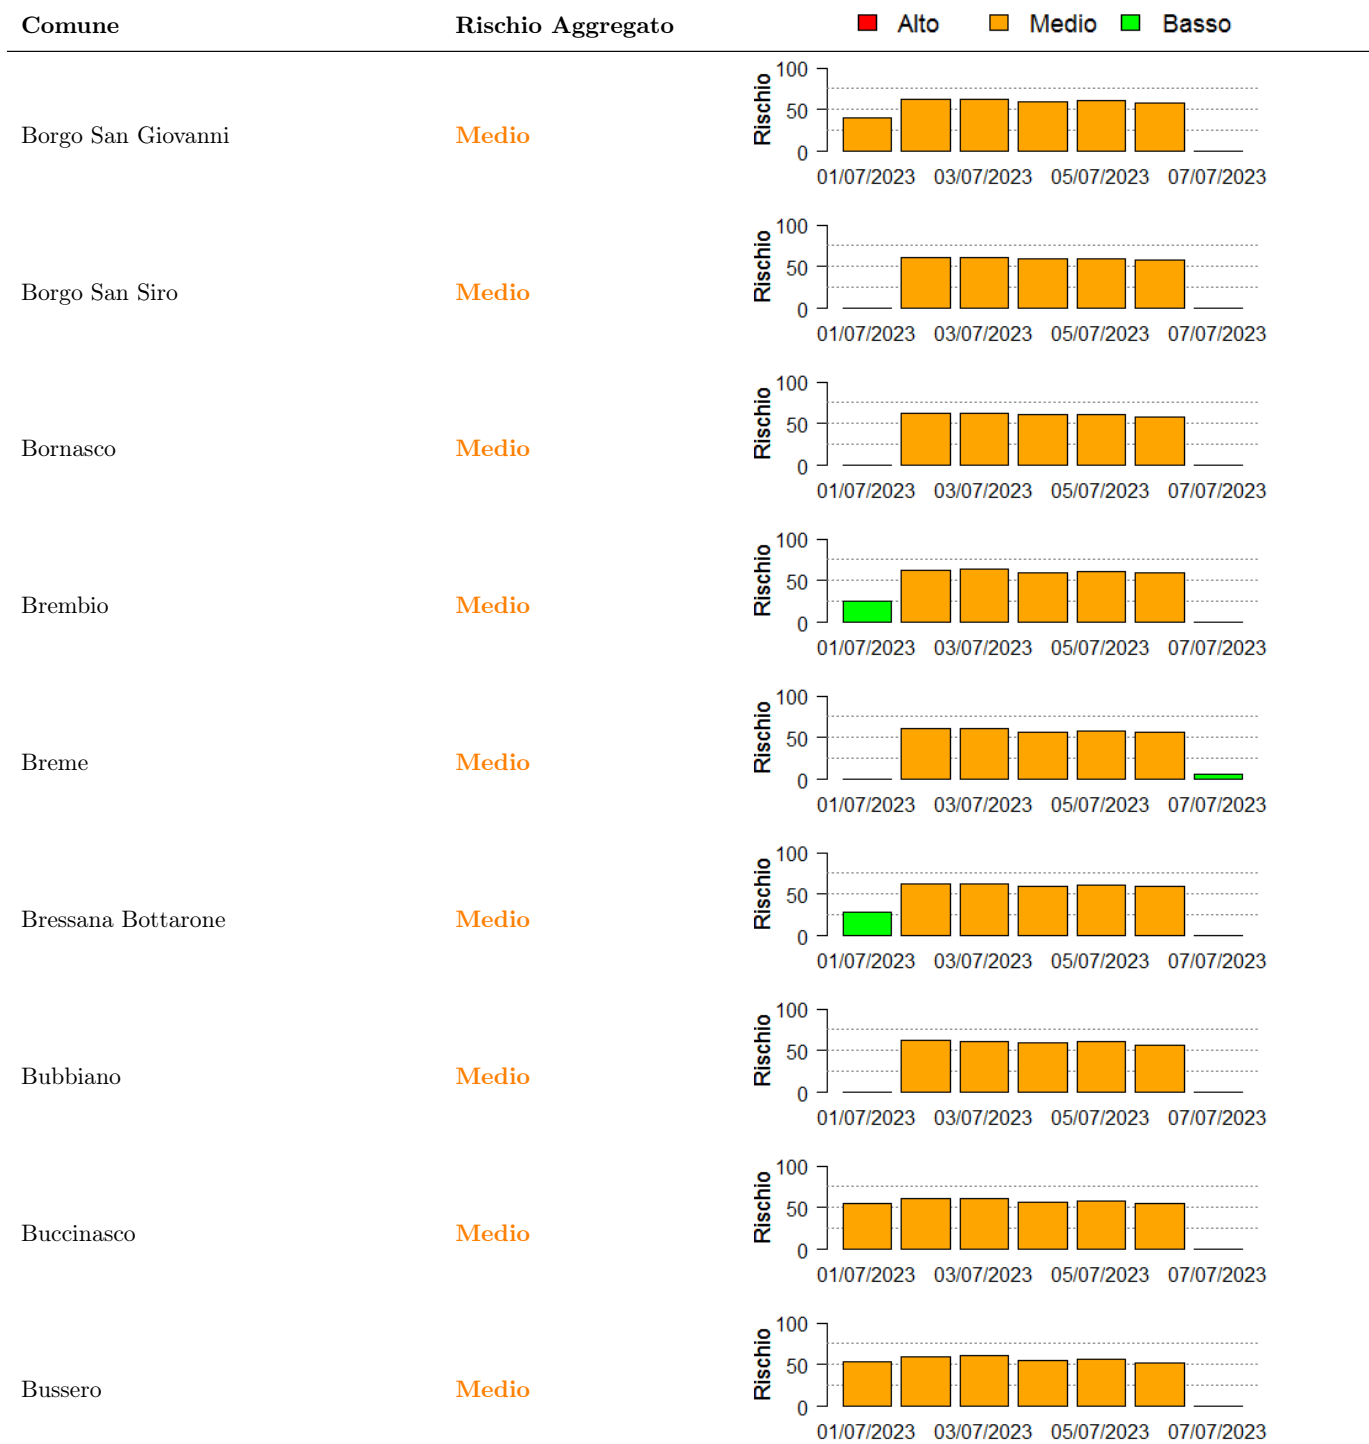 Comune Rischio Aggregato Alto Medio Basso
Borgo San Giovanni Medio Rischio 100 50 0
01/07/2023 03/07/2023 05/07/2023 07/07/2023
Borgo San Siro Medio Rischio 100 50 0
01/07/2023 03/07/2023 05/07/2023 07/07/2023
Bornasco Medio Rischio 100 50 0
01/07/2023 03/07/2023 05/07/2023 07/07/2023
Brembio Medio Rischio 100 50 0
01/07/2023 03/07/2023 05/07/2023 07/07/2023
Breme Medio Rischio 100 50 0
01/07/2023 03/07/2023 05/07/2023 07/07/2023
Bressana Bottarone Medio Rischio 100 50 0
01/07/2023 03/07/2023 05/07/2023 07/07/2023
Bubbiano Medio Rischio 100 50 0
01/07/2023 03/07/2023 05/07/2023 07/07/2023
Buccinasco Medio Rischio 100 50 0
01/07/2023 03/07/2023 05/07/2023 07/07/2023
Bussero Medio Rischio 100 50 0
01/07/2023 03/07/2023 05/07/2023 07/07/2023